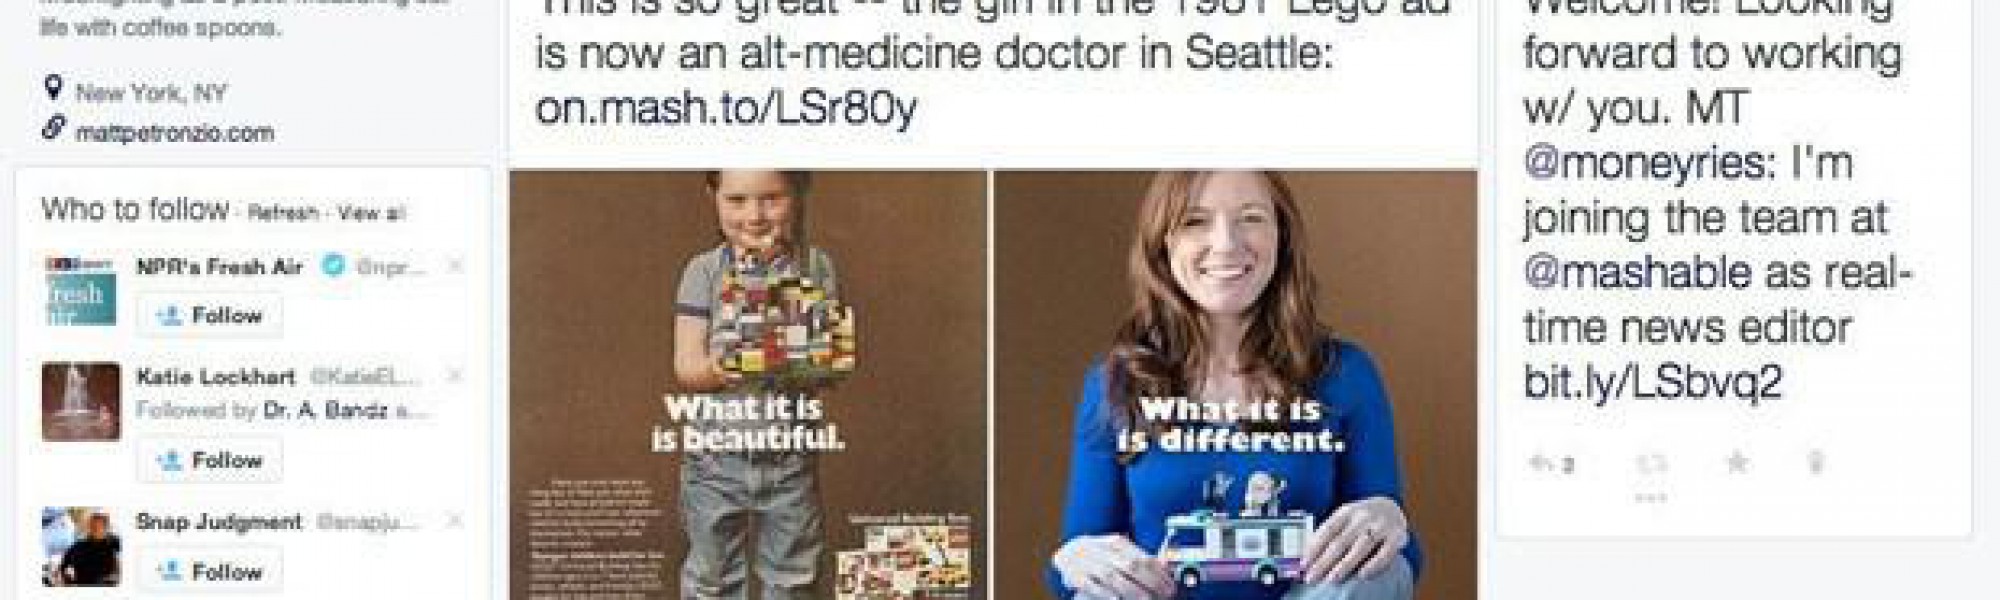 life with coffee spoons.
New York, NY
mattpetronzio.com
Who to follow · Refresh · View all
NPR's Fresh Air @npr...
resh
Follow
Katie Lockhart @KatieEL...
Followed by Dr. A. Bandz a...
Follow
Snap Judgment @snapju...
Follow
This is so great -- the girl in the 1981 Lego ad
is now an alt-medicine doctor in Seattle:
on.mash.to/LSr80y
What it is
is beautiful.
What it is
is different.
Welcome! Looking
forward to working
w/ you. MT
@moneyries: I'm
joining the team at
@mashable as real-
time news editor
bit.ly/LSbvq2
2